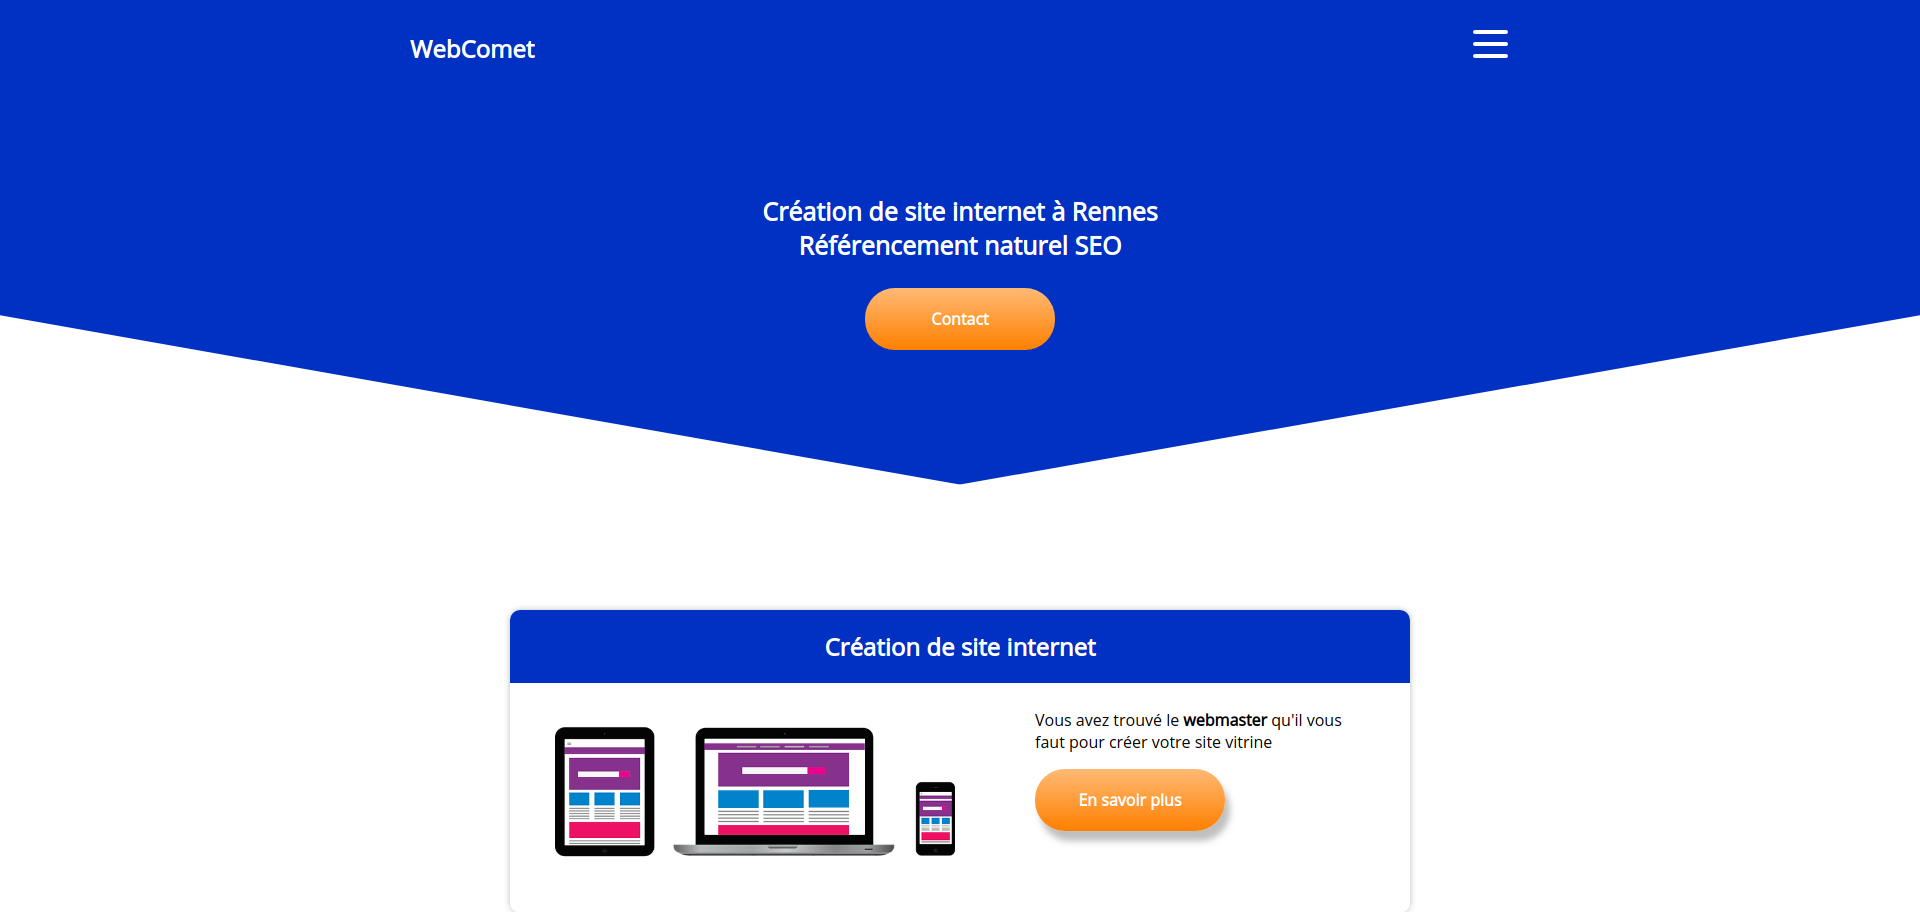 WebComet
Création de site internet à Rennes
Référencement naturel SEO
Contact
Création de site internet
Vous avez trouvé le webmaster qu'il vous
faut pour créer votre site vitrine
En savoir plus